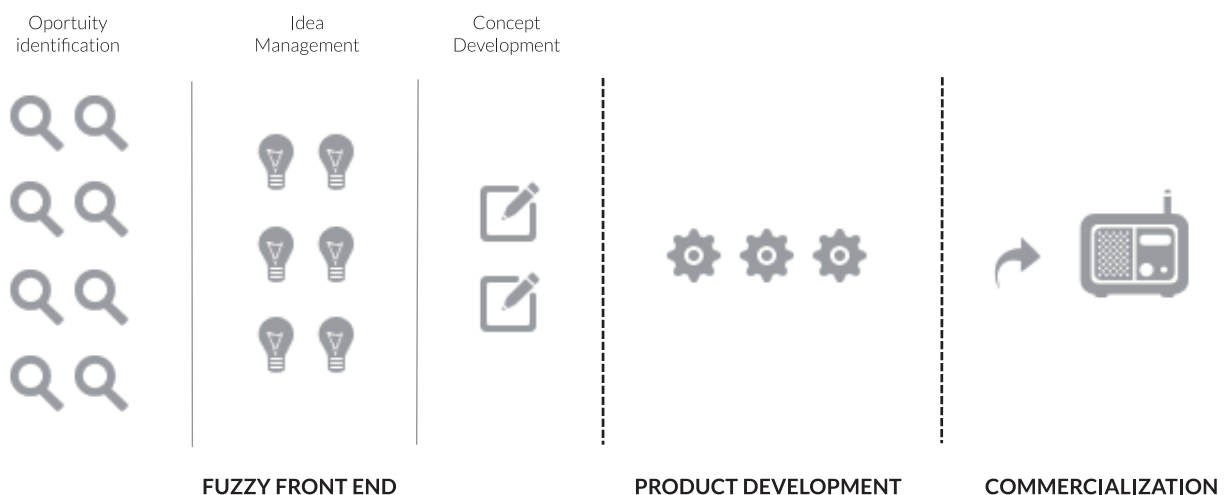 Oportuity
identification
Idea
Management
Concept
Development
FUZZY FRONT END
PRODUCT DEVELOPMENT
COMMERCIALIZATION